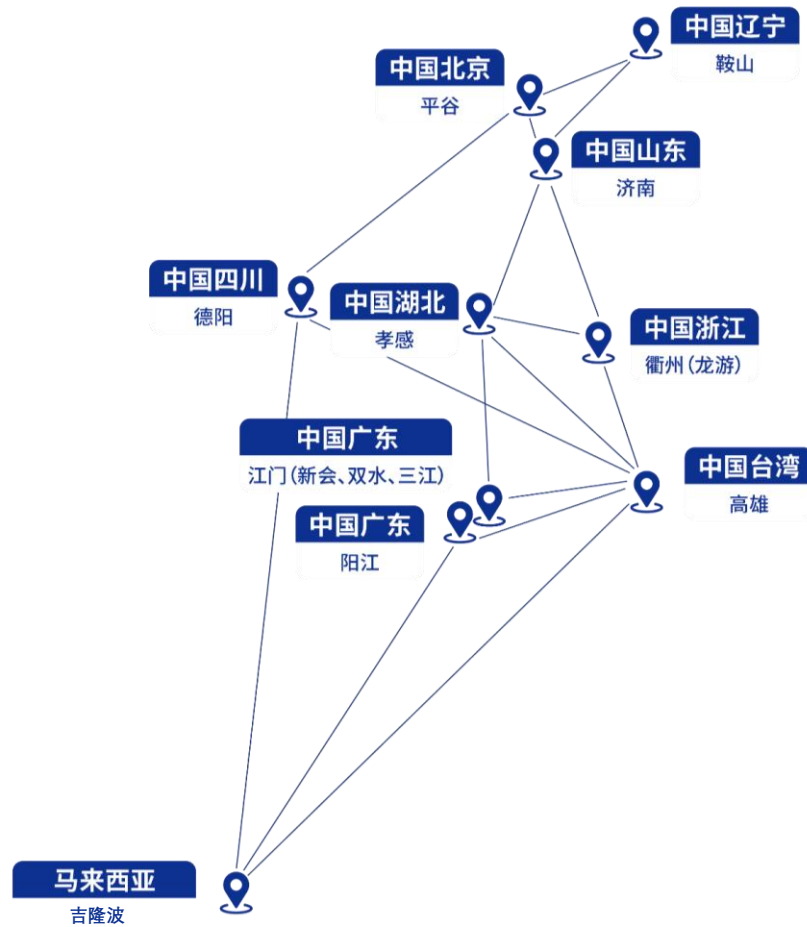 中国辽宁
鞍山
中国北京
平谷
中国山东
济南
中国四川
德阳
中国湖北
孝感
中国浙江
衢州(龙游)
中国广东
江门(新会、双水、三江)
中国台湾
高雄
中国广东
阳江
马来西亚
吉隆波